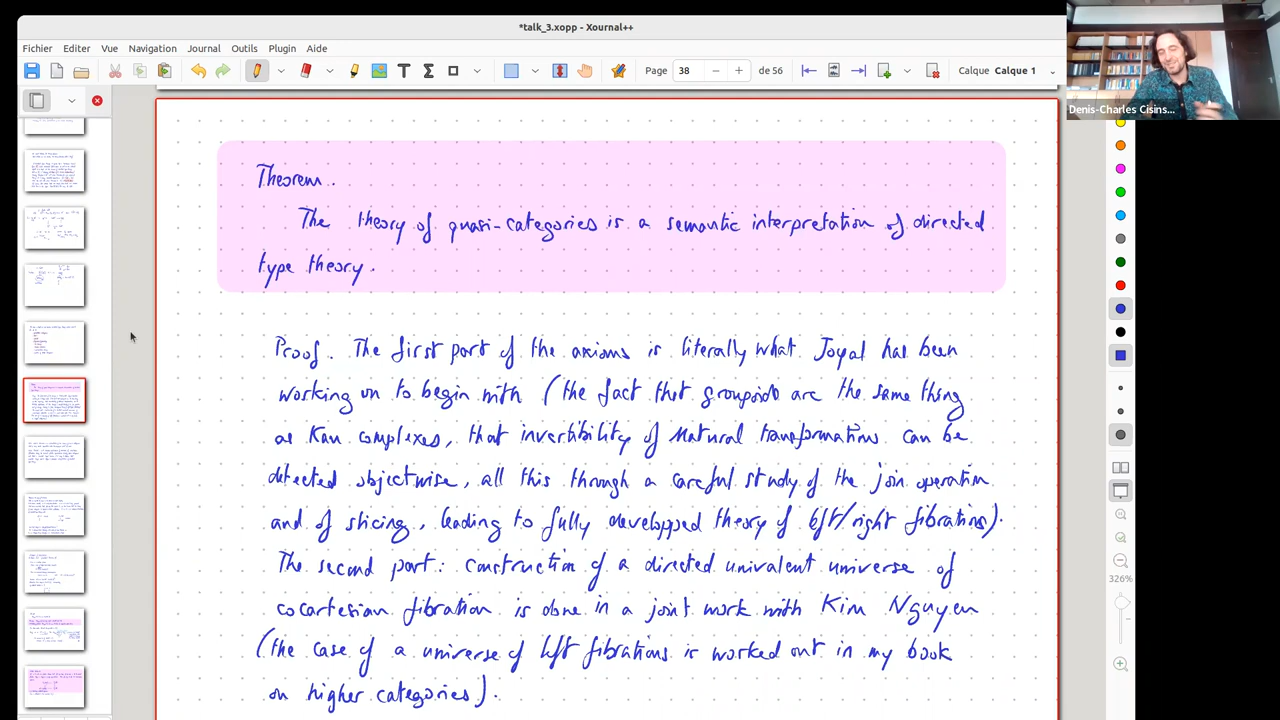 *talk_3.xopp - Xournal++
Fichier Editer Vue Navigation Journal Outils Plugin Aide
Page 38 de 56 Calque Calque 1
Denis-Charles Cisins...
Theorem.
The theory of quasi-categories is a semantic interpretation of directed
type theory.
Proof. The first part of the axioms is literally what Joyal has been
working on to begin with (the fact that groupoids are the same thing
as Kan complexes, that invertibility of natural transformations can be
detected objectwise, all this through a careful study of the join operation
and of slicing, leading to fully developped theory of left/right fibrations).
The second part: construction of a directed univalent universe of
cocartesian fibration is done in a joint work with Kim Nguyen
(the case of a universe of left fibrations is worked out in my book
on higher categories).
326%